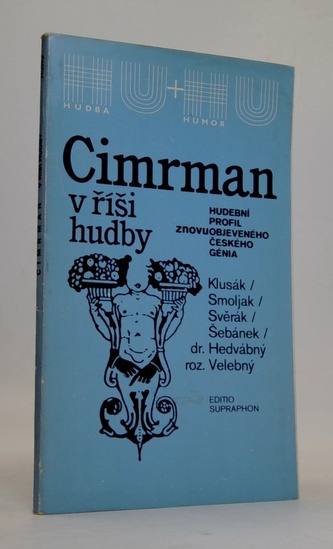 HU+HU
HUDBA
HUMOR
Cimrman
v říši
hudby
HUDEBNÍ
PROFIL
znovuOBJEVENÉHO
ČESKÉHO
GÉNIA
Klusák /
Smoljak /
Svěrák /
Šebánek /
dr. Hedvábný
roz. Velebný
EDITIO
SUPRAPHON